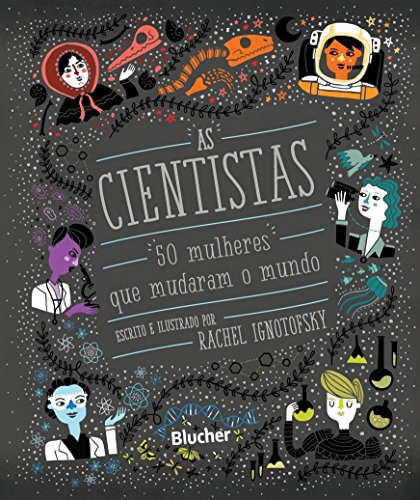 AS
CIENTISTAS
50 mulheres
que mudaram o mundo
ESCRITO E ILUSTRADO POR
RACHEL IGNOTOFSKY
Blucher